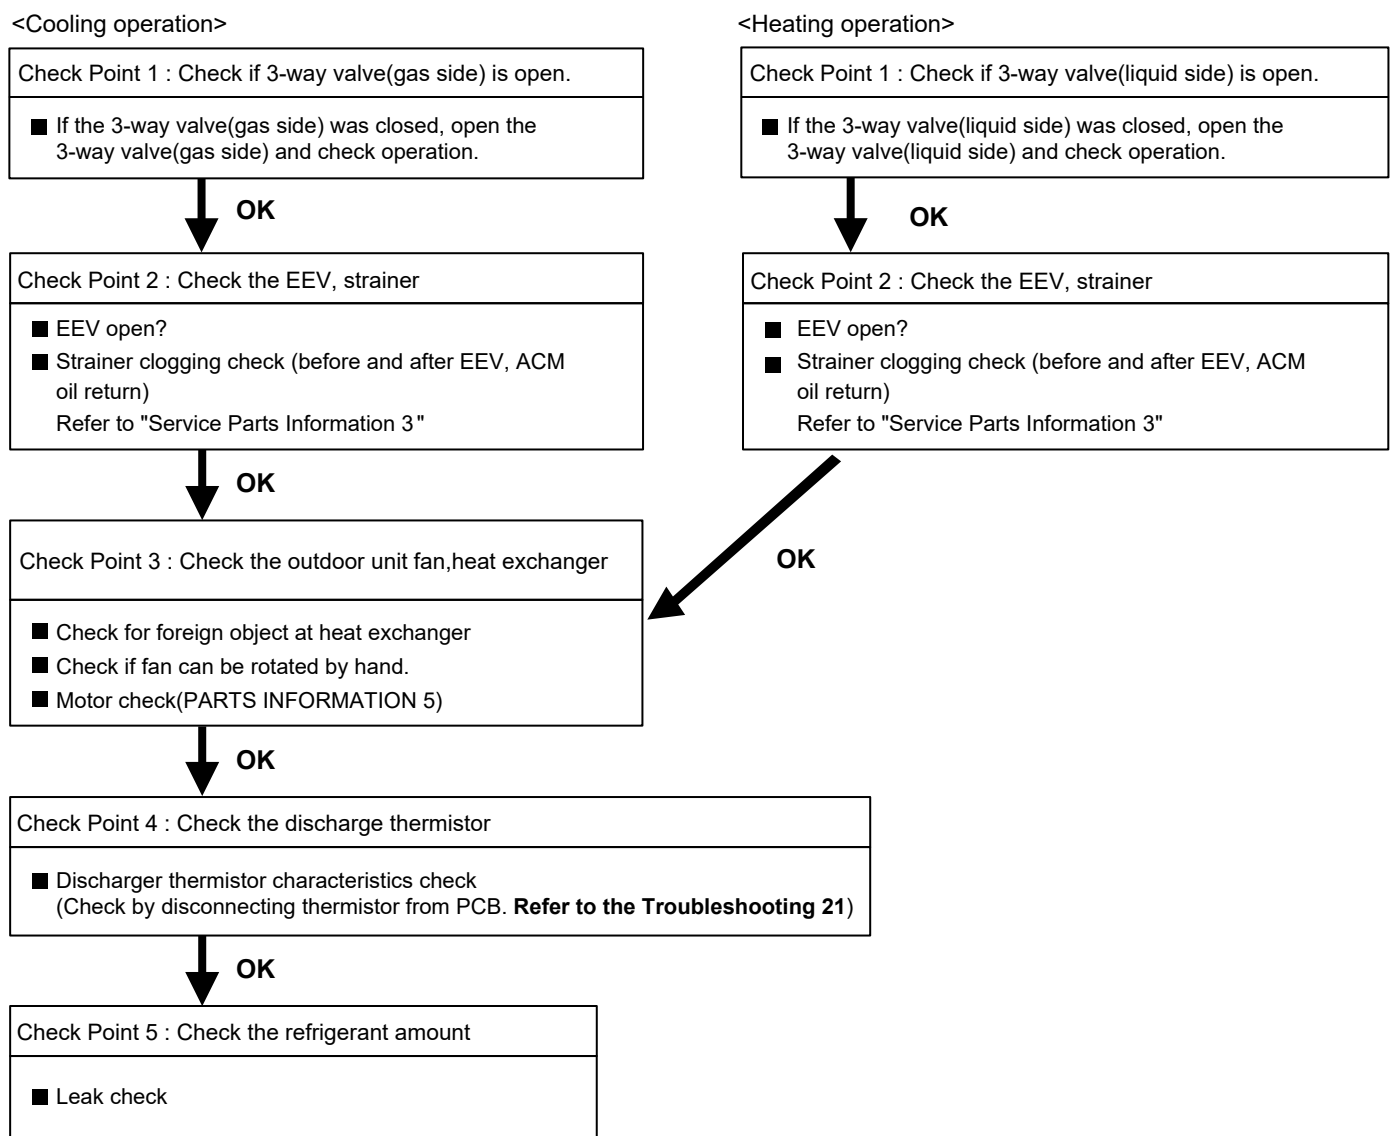 <Cooling operation>
Check Point 1 : Check if 3-way valve(gas side) is open.
If the 3-way valve(gas side) was closed, open the
3-way valve(gas side) and check operation.
OK
Check Point 2 : Check the EEV, strainer
EEV open?
Strainer clogging check (before and after EEV, ACM
oil return)
Refer to "Service Parts Information 3"
OK
<Heating operation>
Check Point 1 : Check if 3-way valve(liquid side) is open.
If the 3-way valve(liquid side) was closed, open the
3-way valve(liquid side) and check operation.
OK
Check Point 2 : Check the EEV, strainer
EEV open?
Strainer clogging check (before and after EEV, ACM
oil return)
Refer to "Service Parts Information 3"
OK
Check Point 3 : Check the outdoor unit fan,heat exchanger
Check for foreign object at heat exchanger
Check if fan can be rotated by hand.
Motor check(PARTS INFORMATION 5)
OK
Check Point 4 : Check the discharge thermistor
Discharger thermistor characteristics check
(Check by disconnecting thermistor from PCB. Refer to the Troubleshooting 21)
OK
Check Point 5 : Check the refrigerant amount
Leak check